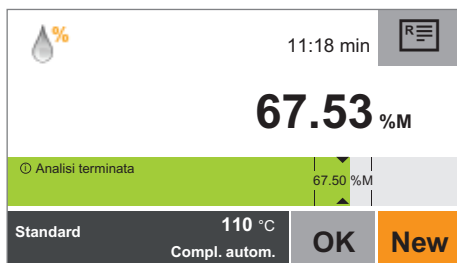 %
11:18 min
R
67.53 %M
ⓘ Analisi terminata
67.50 %M
Standard
110 °C
Compl. autom.
OK
New